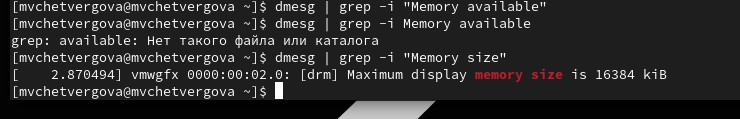 [mvchetvergova@mvchetvergova ~]$ dmesg | grep -i "Memory available"
[mvchetvergova@mvchetvergova ~]$ dmesg | grep -i Memory available
grep: available: Нет такого файла или каталога
[mvchetvergova@mvchetvergova ~]$ dmesg | grep -i "Memory size"
[    2.870494] vmwgfx 0000:00:02.0: [drm] Maximum display memory size is 16384 kiB
[mvchetvergova@mvchetvergova ~]$